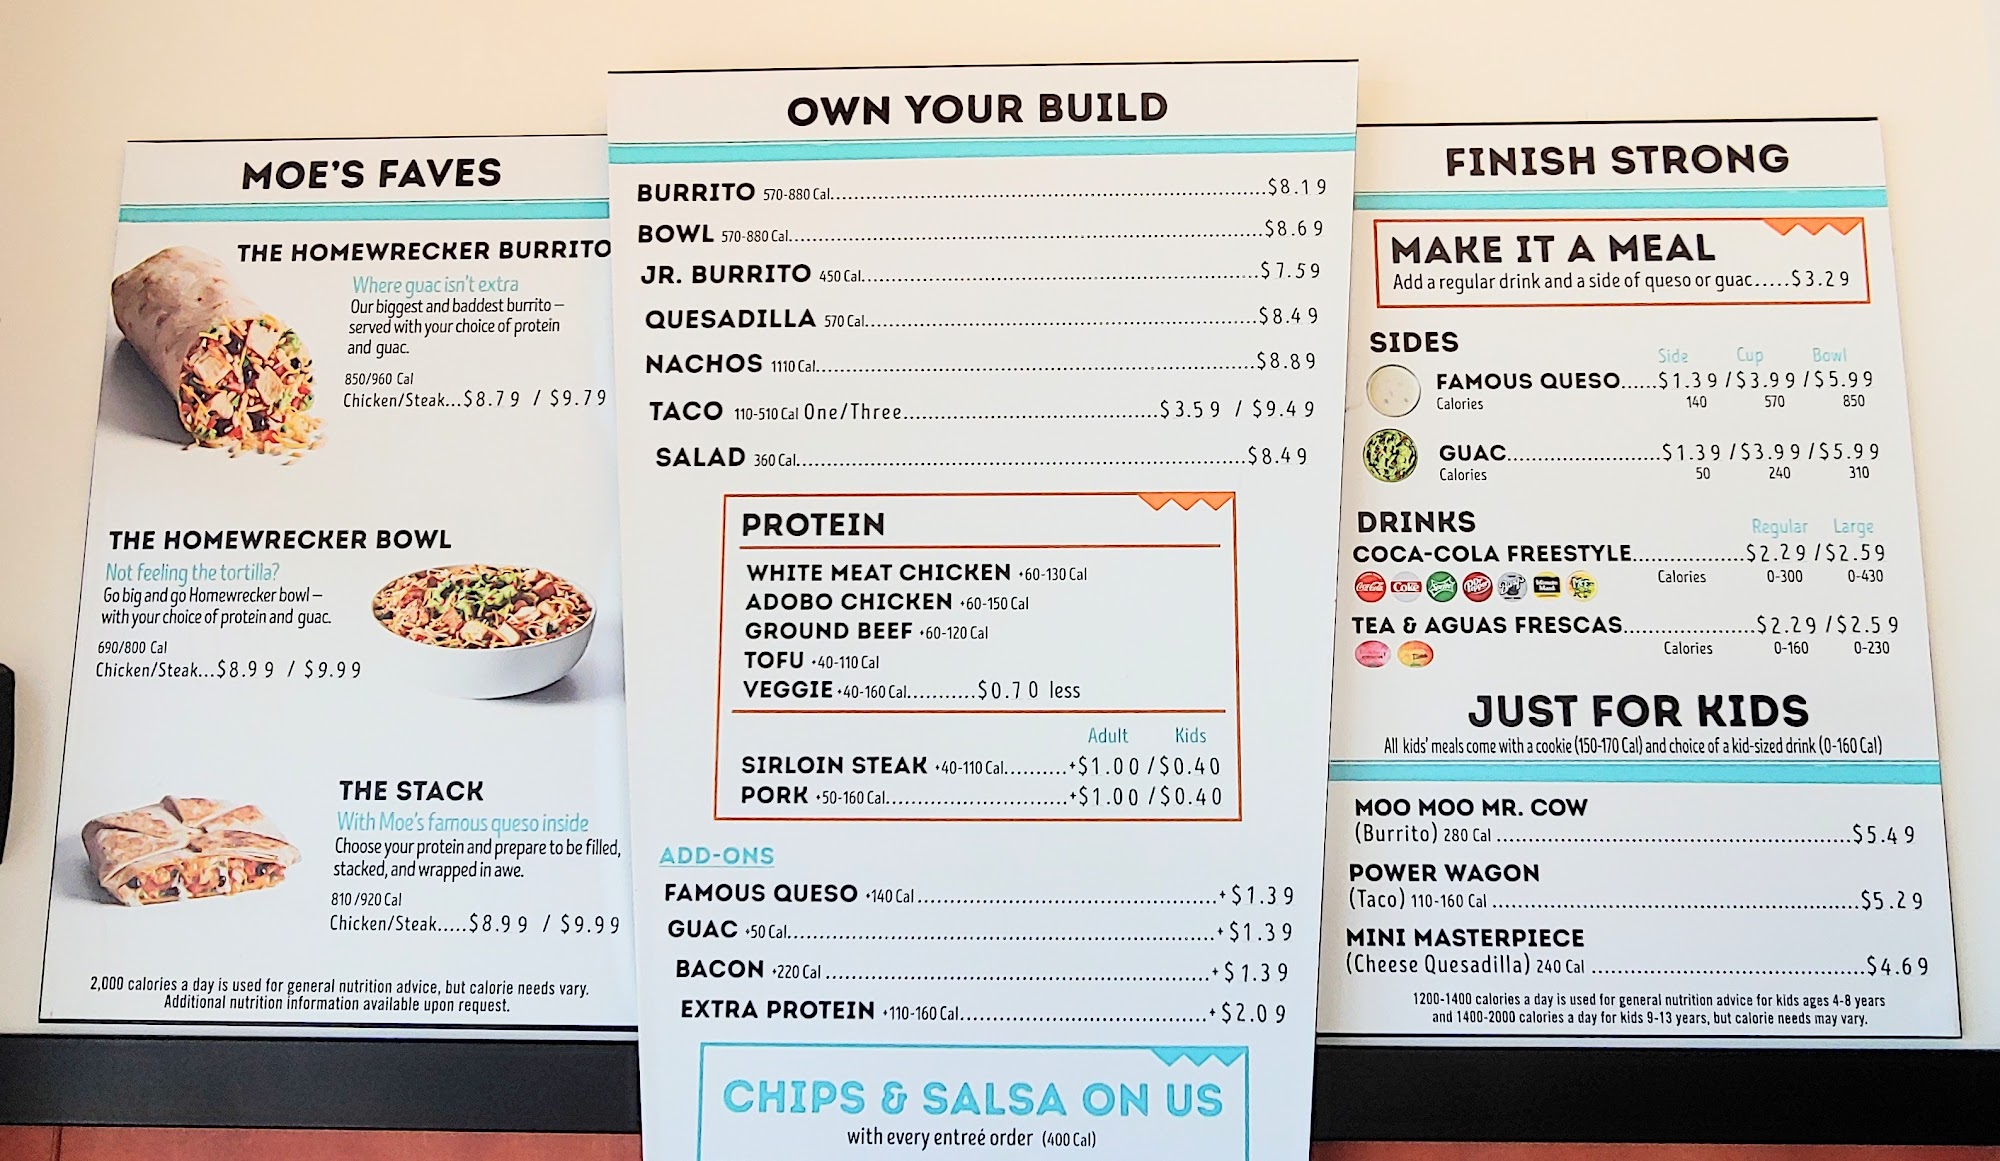 MOE'S FAVES
THE HOMEWRECKER BURRITO
Where guac isn't extra
Our biggest and baddest burrito –
served with your choice of protein
and guac.
850/960 Cal
Chicken/Steak...$8.79 / $9.79
THE HOMEWRECKER BOWL
Not feeling the tortilla?
Go big and go Homewrecker bowl –
with your choice of protein and guac.
690/800 Cal
Chicken/Steak...$8.99 / $9.99
THE STACK
With Moe's famous queso inside
Choose your protein and prepare to be filled,
stacked, and wrapped in awe.
810/920 Cal
Chicken/Steak.....$8.99 / $9.99
2,000 calories a day is used for general nutrition advice, but calorie needs vary.
Additional nutrition information available upon request.
OWN YOUR BUILD
BURRITO 570-880 Cal...$8.19
BOWL 570-880 Cal...$8.69
JR. BURRITO 450 Cal...$7.59
QUESADILLA 570 Cal...$8.49
NACHOS 1110 Cal...$8.89
TACO 110-510 Cal One/Three...$3.59 / $9.49
SALAD 360 Cal...$8.49
PROTEIN
WHITE MEAT CHICKEN +60-130 Cal
ADOBO CHICKEN +60-150 Cal
GROUND BEEF +60-120 Cal
TOFU +40-110 Cal
VEGGIE +40-160 Cal...........$0.70 less
Adult Kids
SIRLOIN STEAK +40-110 Cal..........+$1.00 / $0.40
PORK +50-160 Cal...+$1.00 / $0.40
ADD-ONS
FAMOUS QUESO +140 Cal...+$1.39
GUAC +50 Cal...+$1.39
BACON +220 Cal...+$1.39
EXTRA PROTEIN +110-160 Cal...+$2.09
CHIPS & SALSA ON US
with every entreé order (400 Cal)
FINISH STRONG
MAKE IT A MEAL
Add a regular drink and a side of queso or guac.....$3.29
SIDES
Side Cup Bowl
FAMOUS QUESO......$1.39 / $3.99 / $5.99
Calories 140 570 850
GUAC...$1.39 / $3.99 / $5.99
Calories 50 240 310
DRINKS
Regular Large
COCA-COLA FREESTYLE...$2.29 / $2.59
Calories 0-300 0-430
TEA & AGUAS FRESCAS...$2.29 / $2.59
Calories 0-160 0-230
JUST FOR KIDS
All kids' meals come with a cookie (150-170 Cal) and choice of a kid-sized drink (0-160 Cal)
MOO MOO MR. COW
(Burrito) 280 Cal...$5.49
POWER WAGON
(Taco) 110-160 Cal...$5.29
MINI MASTERPIECE
(Cheese Quesadilla) 240 Cal...$4.69
1200-1400 calories a day is used for general nutrition advice for kids ages 4-8 years
and 1400-2000 calories a day for kids 9-13 years, but calorie needs may vary.